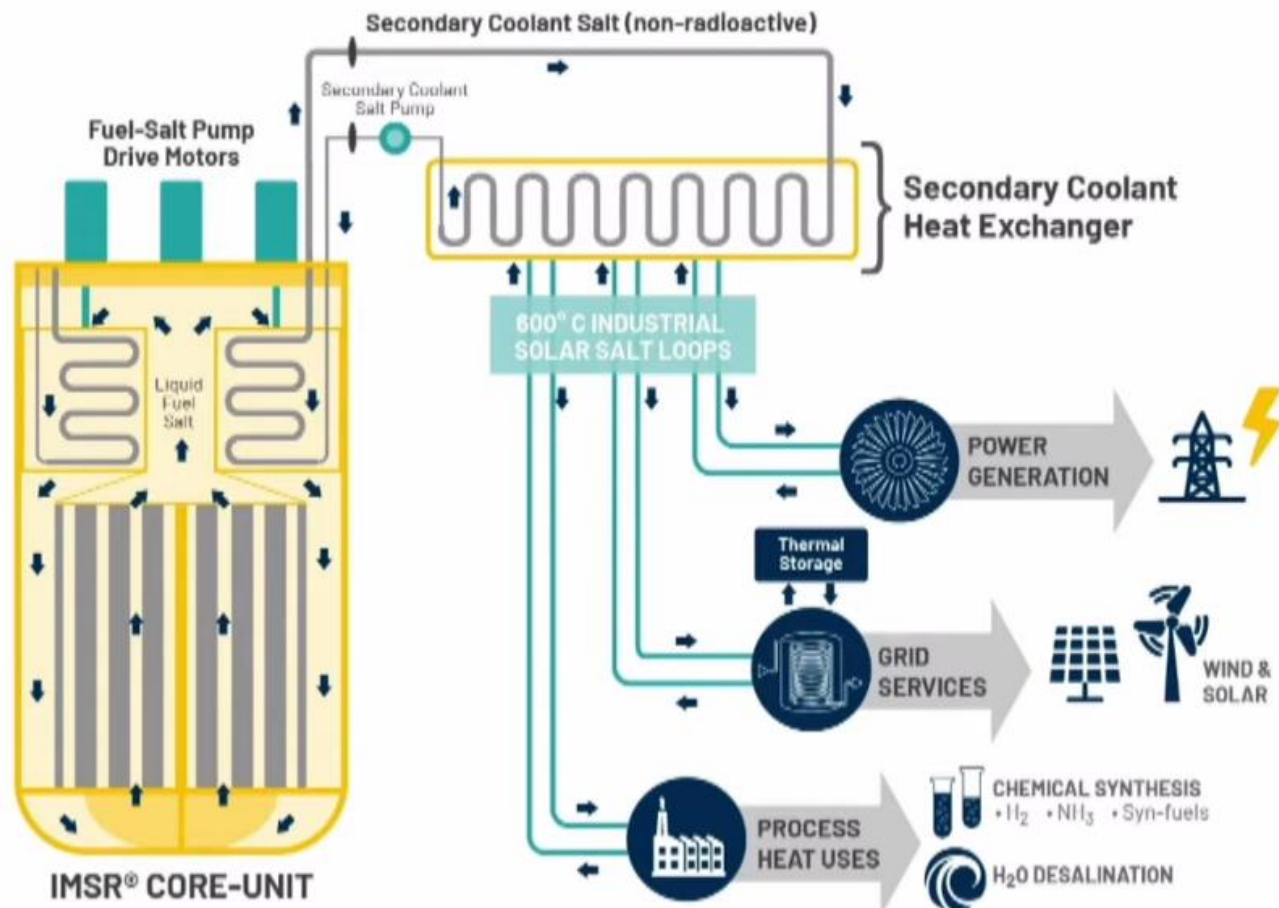 Secondary Coolant Salt (non-radioactive)
Secondary Coolant
Salt Pump
Fuel-Salt Pump
Drive Motors
Secondary Coolant
Heat Exchanger
600° C INDUSTRIAL
SOLAR SALT LOOPS
Liquid
Fuel
Salt
POWER
GENERATION
Thermal
Storage
GRID
SERVICES
WIND &
SOLAR
PROCESS
HEAT USES
CHEMICAL SYNTHESIS
• H₂ • NH₃ • Syn-fuels
H₂O DESALINATION
IMSR® CORE-UNIT